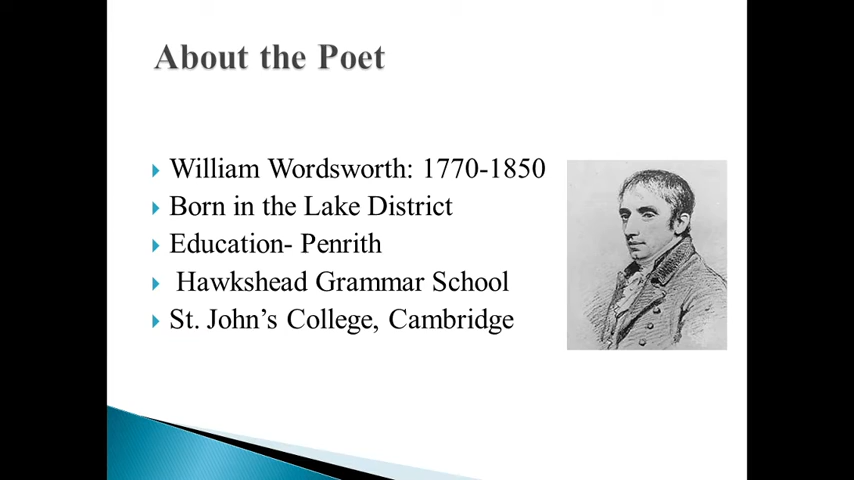 About the Poet
William Wordsworth: 1770-1850
Born in the Lake District
Education- Penrith
Hawkshead Grammar School
St. John's College, Cambridge